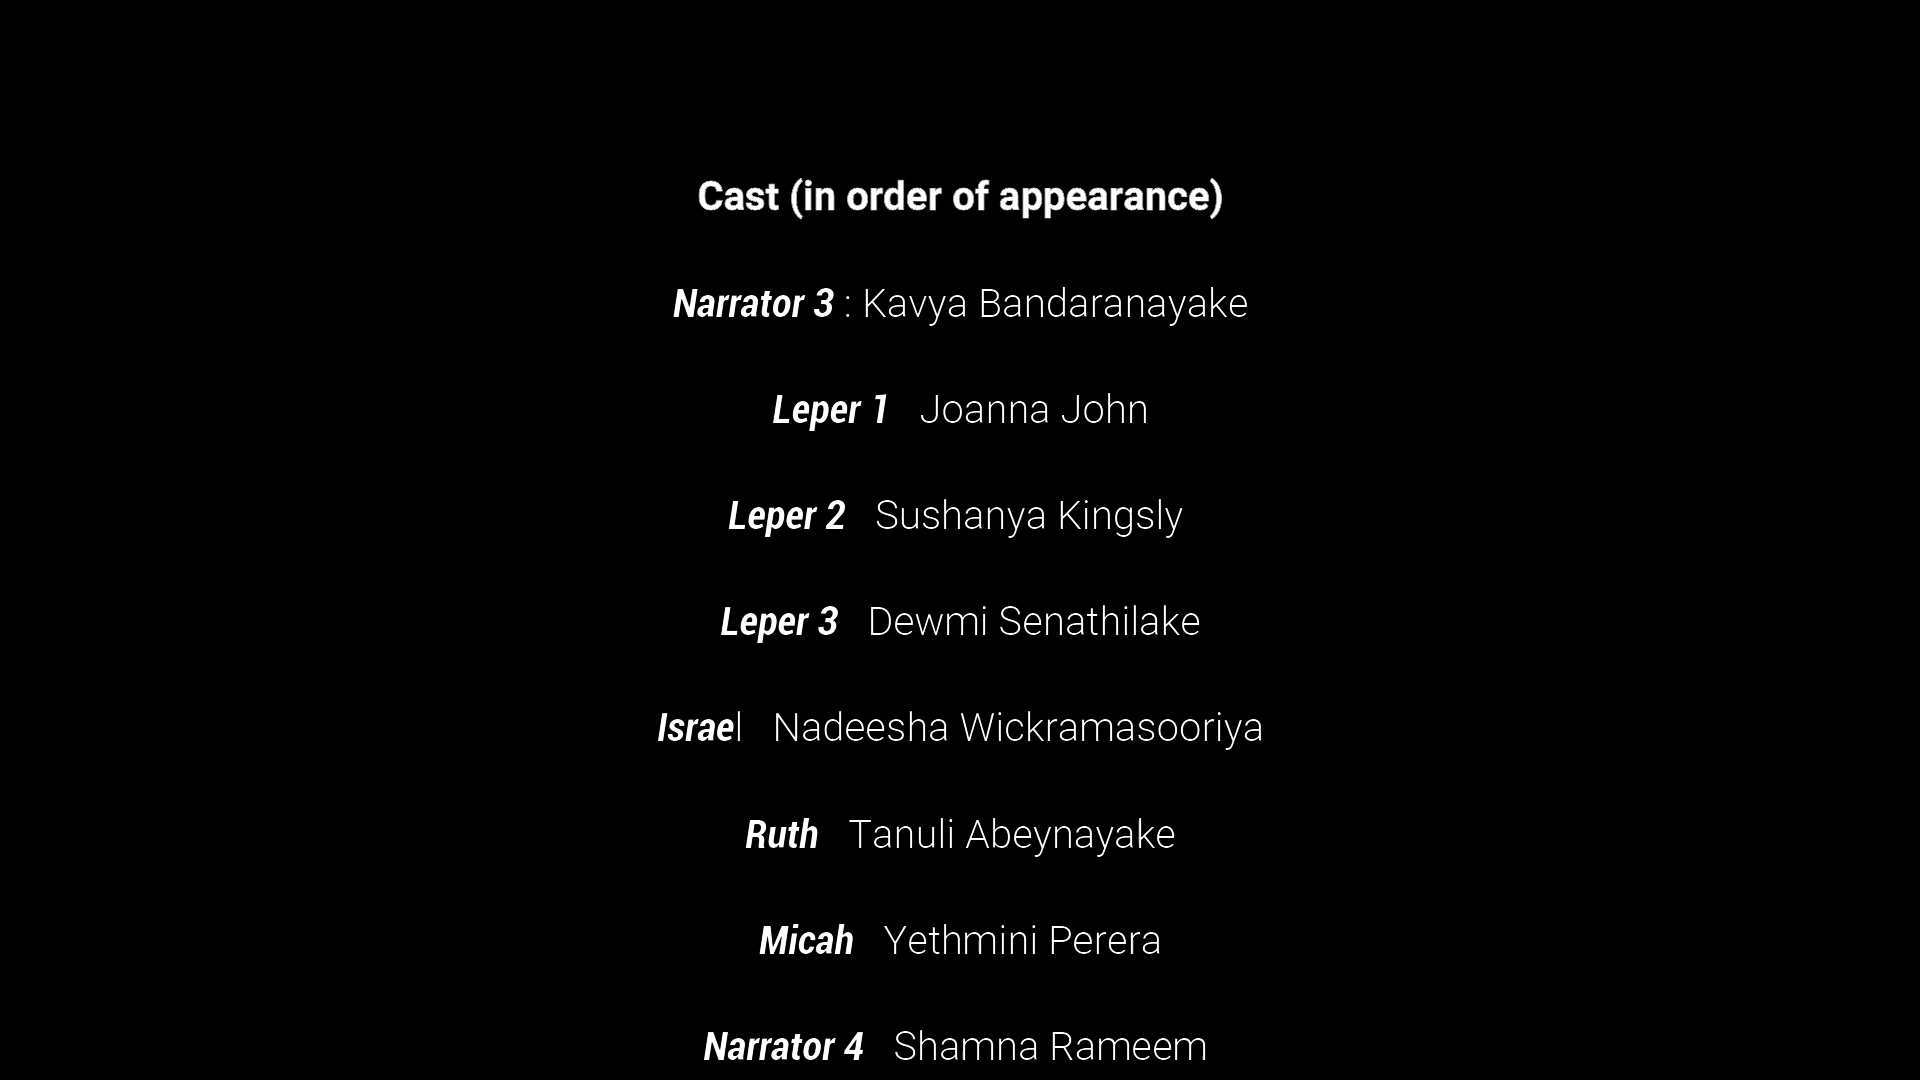 Cast (in order of appearance)
Narrator 3 : Kavya Bandaranayake
Leper 1 Joanna John
Leper 2 Sushanya Kingsly
Leper 3 Dewmi Senathilake
Israel Nadeesha Wickramasooriya
Ruth Tanuli Abeynayake
Micah Yethmini Perera
Narrator 4 Shamna Rameem